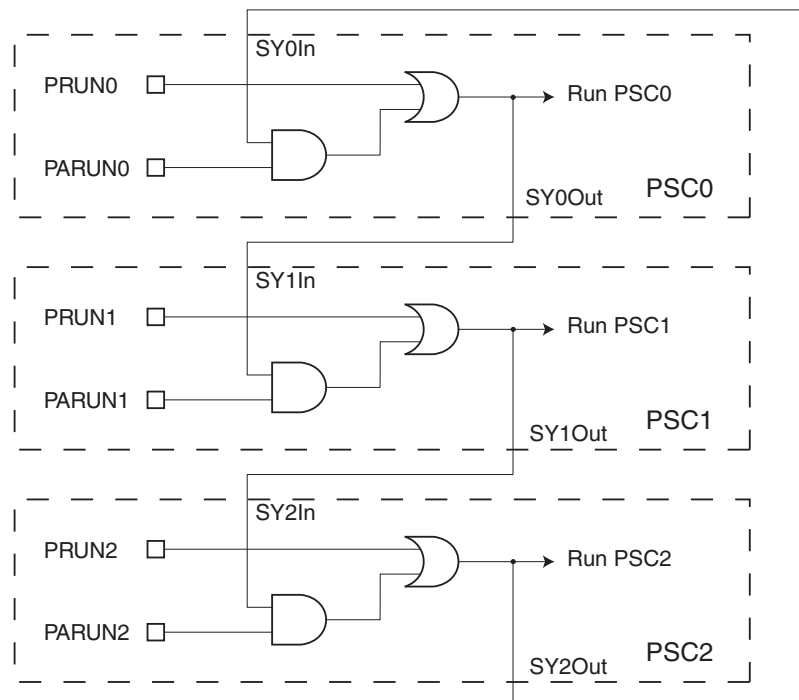 SY0In
PRUN0
Run PSC0
PARUN0
PSC0
SY0Out
SY1In
PRUN1
Run PSC1
PARUN1
PSC1
SY1Out
SY2In
PRUN2
Run PSC2
PARUN2
PSC2
SY2Out